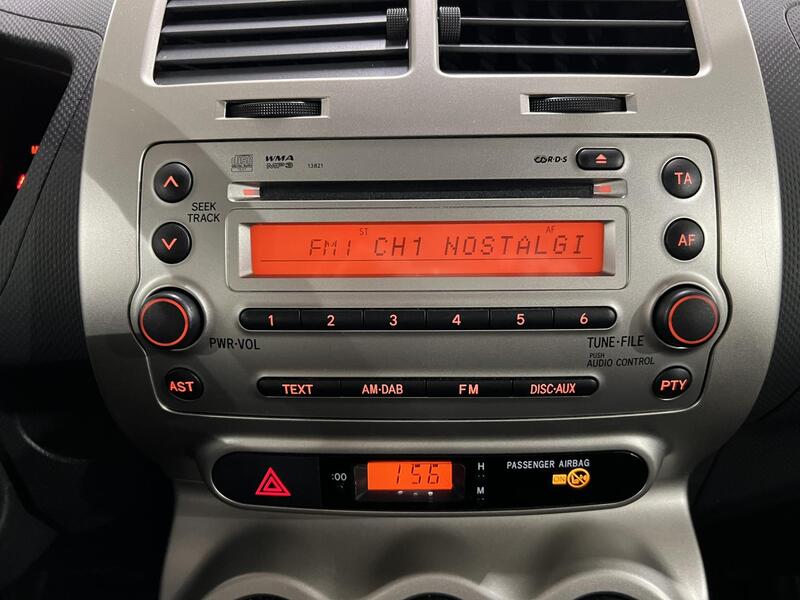 WMA
MP3
13821
R·D·S
SEEK
TRACK
TA
AF
ST AF
FM1 CH1 NOSTALGI
1 2 3 4 5 6
PWR·VOL
TUNE·FILE
PUSH
AUDIO CONTROL
AST
TEXT AM·DAB FM DISC·AUX
PTY
:00
1:56
H
M
PASSENGER AIRBAG
ON